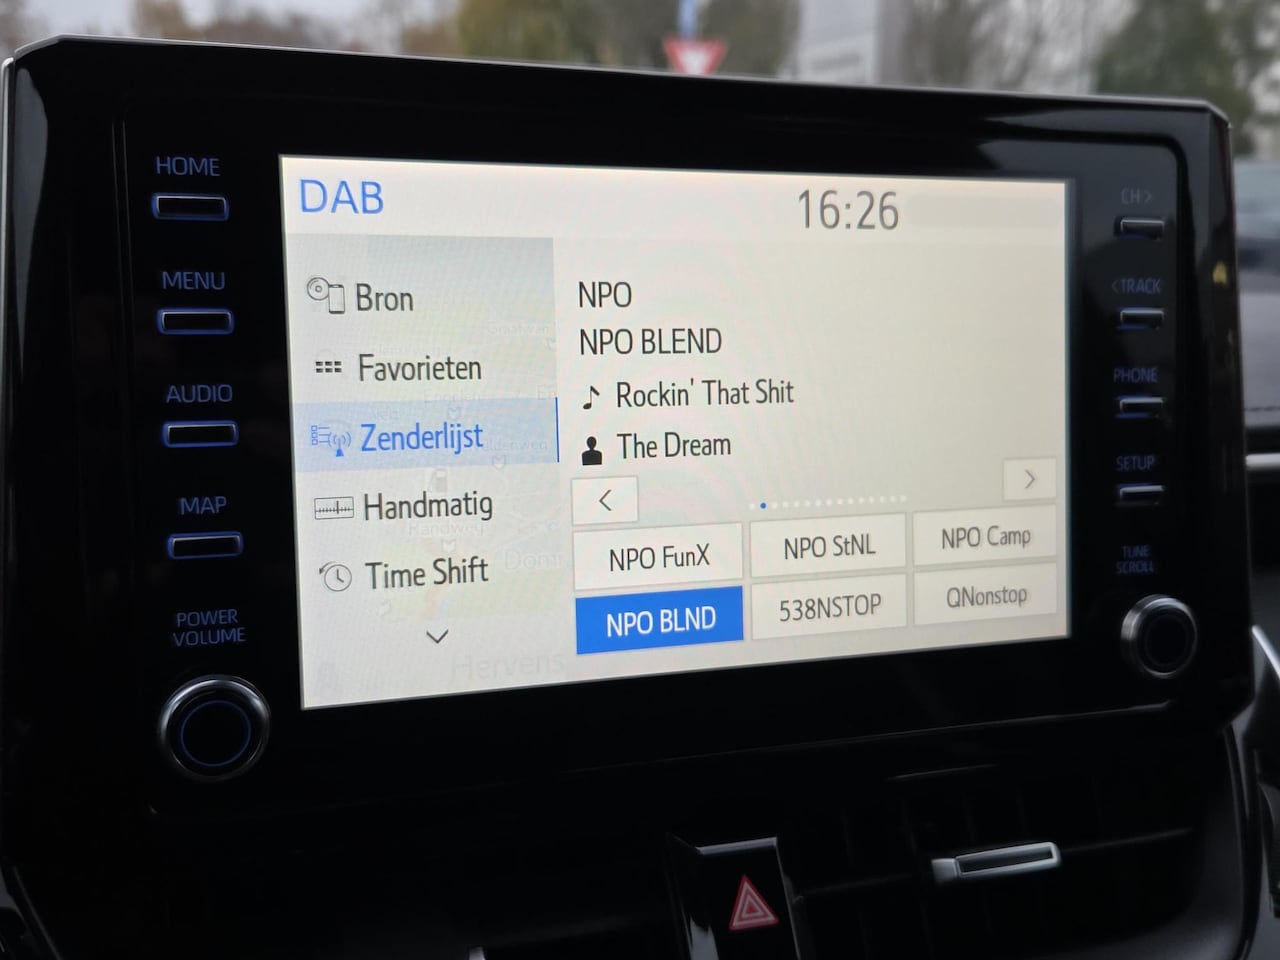 HOME
MENU
AUDIO
MAP
POWER
VOLUME
DAB
16:26
Bron
Favorieten
Zenderlijst
Handmatig
Time Shift
NPO
NPO BLEND
Rockin' That Shit
The Dream
NPO FunX
NPO StNL
NPO Camp
NPO BLND
538NSTOP
QNonstop
Randweg
Hervens
CH>
<TRACK
PHONE
SETUP
TUNE
SCROLL